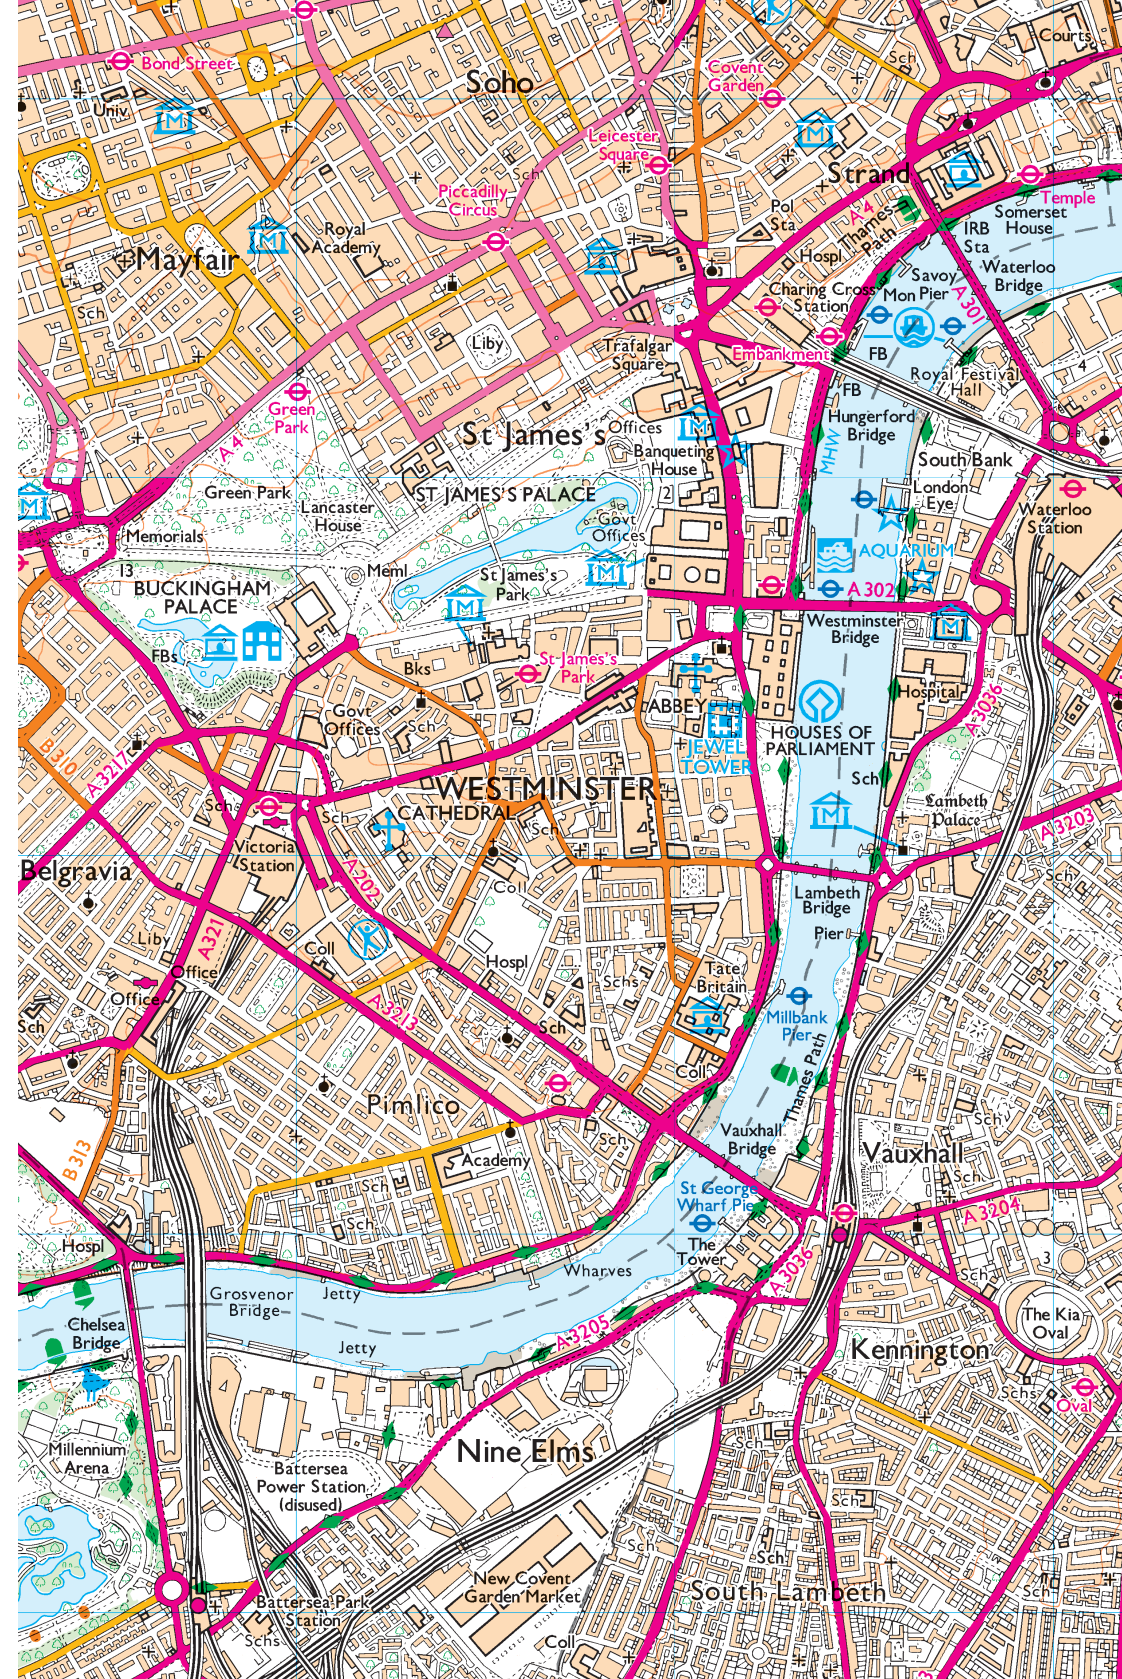 Bond Street
Soho
Covent
Garden
Sch
Courts
Univ
Leicester
Square
Sch
Strand
Piccadilly
Circus
Temple
Pol
Sta
A 4
Thames
Path
Somerset
House
Royal
Academy
IRB
Sta
Mayfair
Hospl
Savoy
Mon Pier
Waterloo
Bridge
Charing Cross
Station
A 301
Sch
Liby
Trafalgar
Square
Embankment
FB
Royal Festival
Hall
4
FB
Green
Park
A 4
St James's
Offices
Hungerford
Bridge
Banqueting
House
MHW
South Bank
Green Park
ST JAMES'S PALACE
2
London
Eye
Lancaster
House
Govt
Offices
Waterloo
Station
Memorials
AQUARIUM
13
Meml
BUCKINGHAM
PALACE
St James's
Park
A 302
Westminster
Bridge
FBs
Bks
St James's
Park
Hospital
A 3036
ABBEY
Govt
Offices
Sch
JEWEL
TOWER
HOUSES OF
PARLIAMENT
B 310
A 3217
Sch
WESTMINSTER
Schs
Sch
CATHEDRAL
Sch
Lambeth
Palace
A 3203
Victoria
Station
Belgravia
A 202
Coll
Sch
Lambeth
Bridge
Liby
A 3211
Coll
Pier
Office
Hospl
Schs
Tate
Britain
Office
A 3213
Sch
Sch
Millbank
Pier
Thames Path
Coll
Pimlico
Sch
Sch
Vauxhall
Bridge
Vauxhall
B 313
Academy
Sch
St George
Wharf Pier
Sch
Sch
A 3204
Hospl
The
Tower
Wharves
A 3036
3
Sch
Grosvenor
Bridge
Jetty
The Kia
Oval
Chelsea
Bridge
Jetty
A 3205
Kennington
Schs
Oval
Millennium
Arena
Nine Elms
Sch
Battersea
Power Station
(disused)
Sch
Sch
Sch
New Covent
Garden Market
South Lambeth
Sch
Battersea Park
Station
Schs
Coll
3